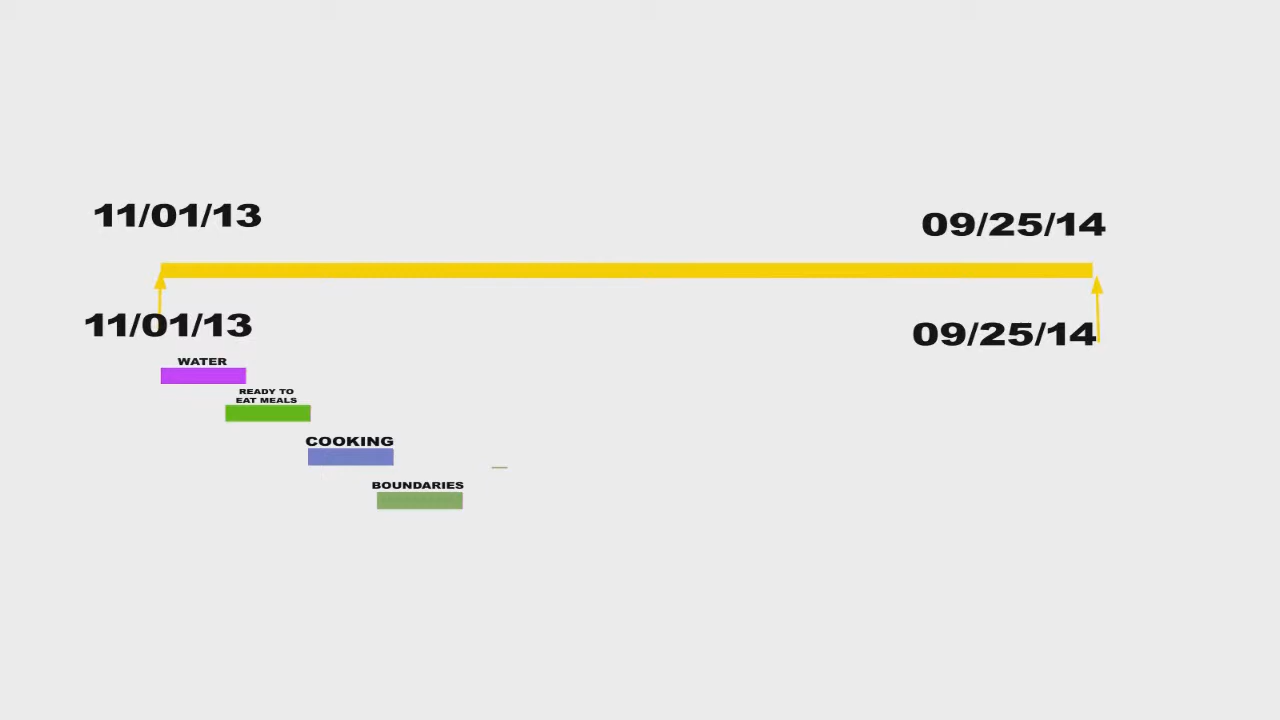 11/01/13
09/25/14
11/01/13
09/25/14
WATER
READY TO
EAT MEALS
COOKING
BOUNDARIES